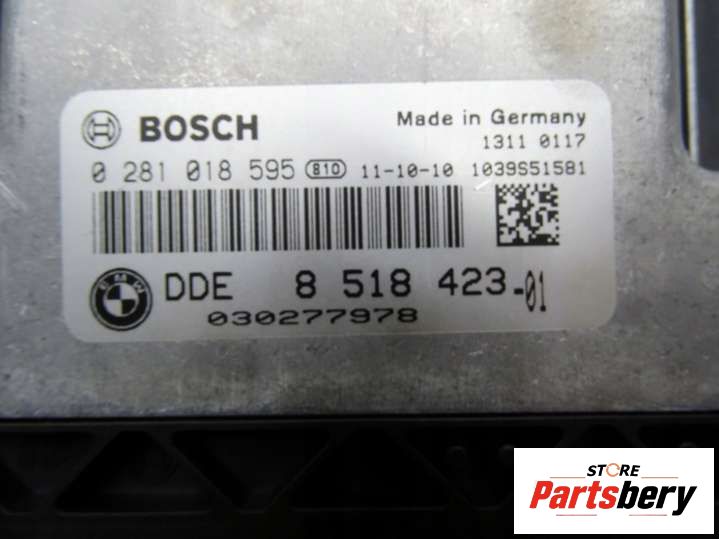 BOSCH
Made in Germany
1311 0117
0 281 018 595 810 11-10-10 1039S51581
BMW DDE 8 518 423-01
030277978
STORE
Partsbery